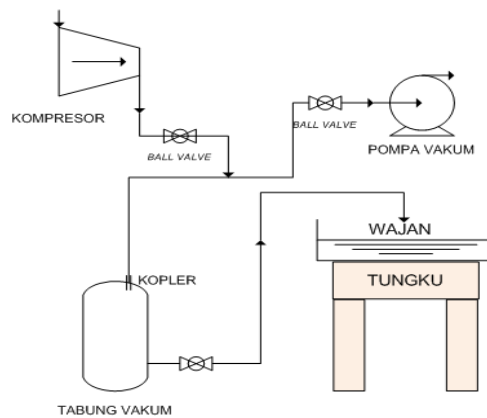 KOMPRESOR
BALL VALVE
BALL VALVE
POMPA VAKUM
WAJAN
KOPLER
TUNGKU
TABUNG VAKUM